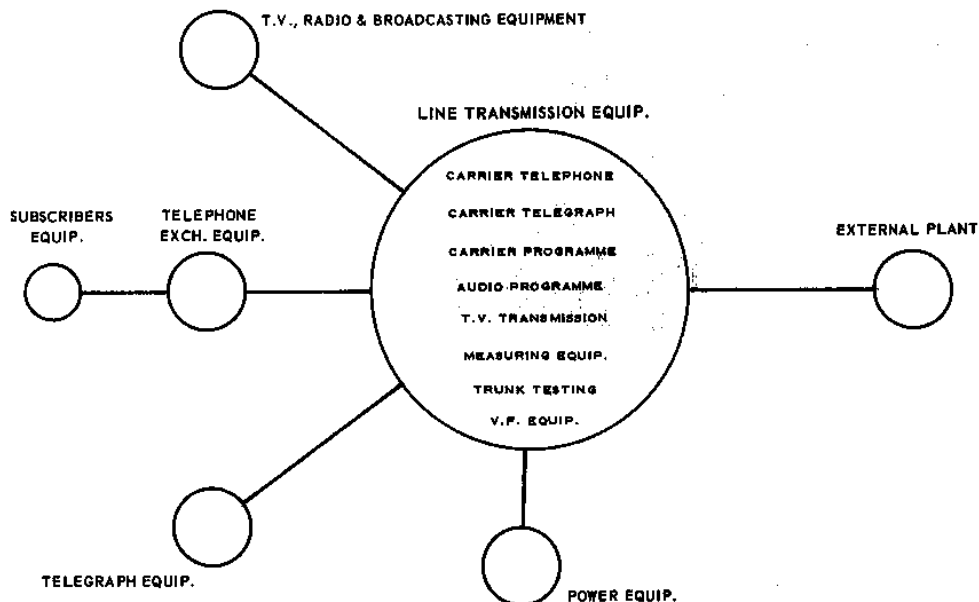 T.V., RADIO & BROADCASTING EQUIPMENT
LINE TRANSMISSION EQUIP.
CARRIER TELEPHONE
CARRIER TELEGRAPH
CARRIER PROGRAMME
AUDIO PROGRAMME
T.V. TRANSMISSION
MEASURING EQUIP.
TRUNK TESTING
V.F. EQUIP.
SUBSCRIBERS
EQUIP.
TELEPHONE
EXCH. EQUIP.
EXTERNAL PLANT
TELEGRAPH EQUIP.
POWER EQUIP.